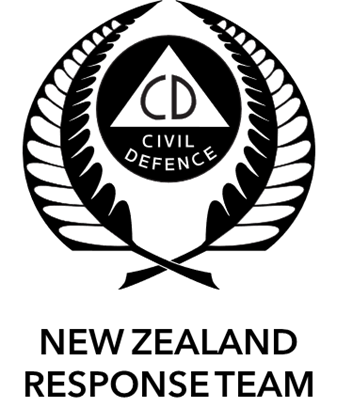 CD
CIVIL
DEFENCE
NEW ZEALAND
RESPONSE TEAM